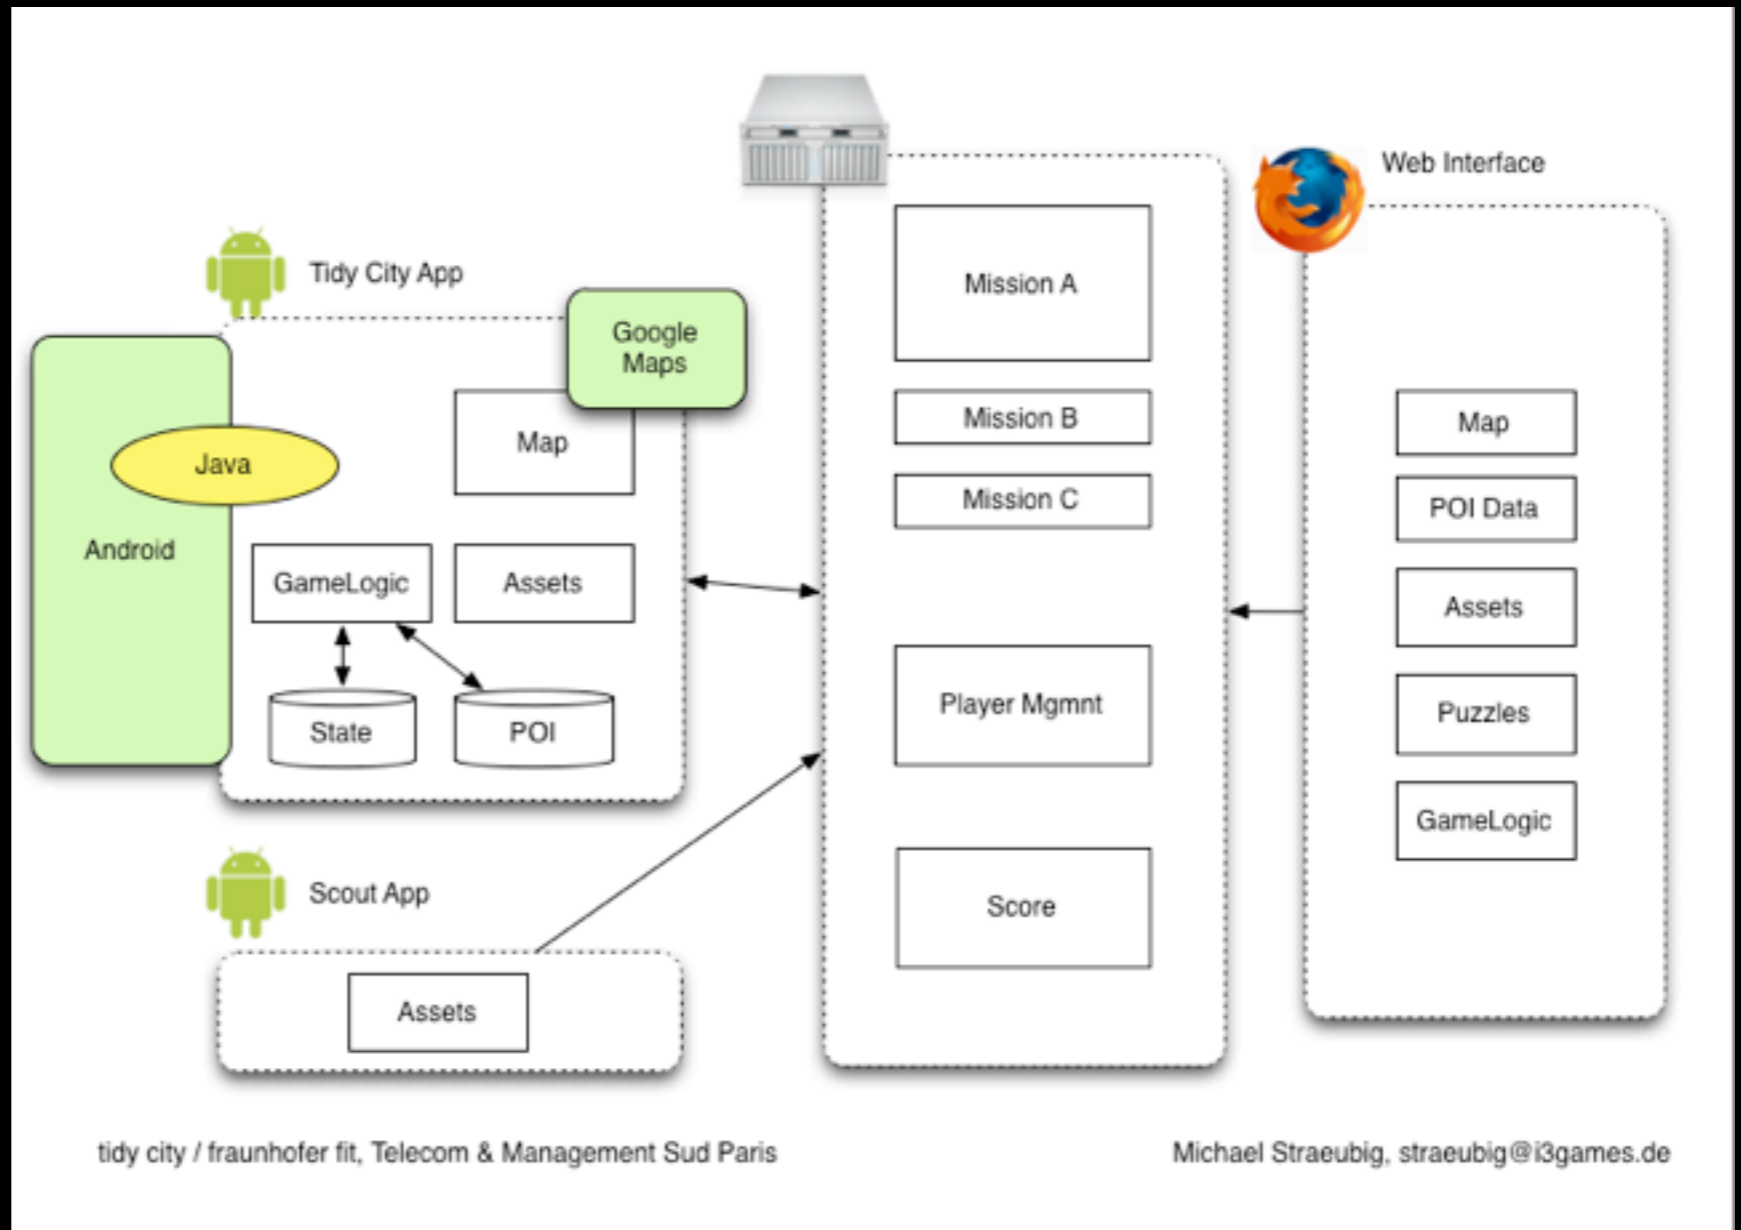 Web Interface
Tidy City App
Google
Maps
Mission A
Map
Mission B
Map
Java
Mission C
POI Data
Android
GameLogic
Assets
Assets
State
POI
Player Mgmnt
Puzzles
GameLogic
Scout App
Score
Assets
tidy city / fraunhofer fit, Telecom & Management Sud Paris
Michael Straeubig, straeubig@i3games.de